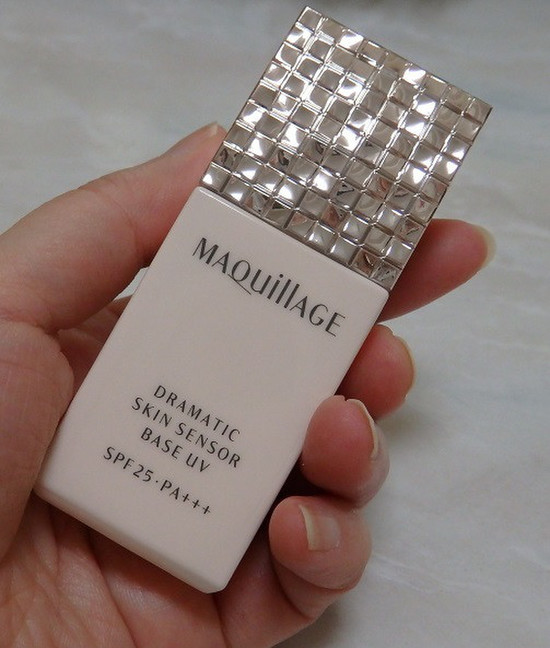 MAQuillAGE
DRAMATIC
SKIN SENSOR
BASE UV
SPF25·PA+++